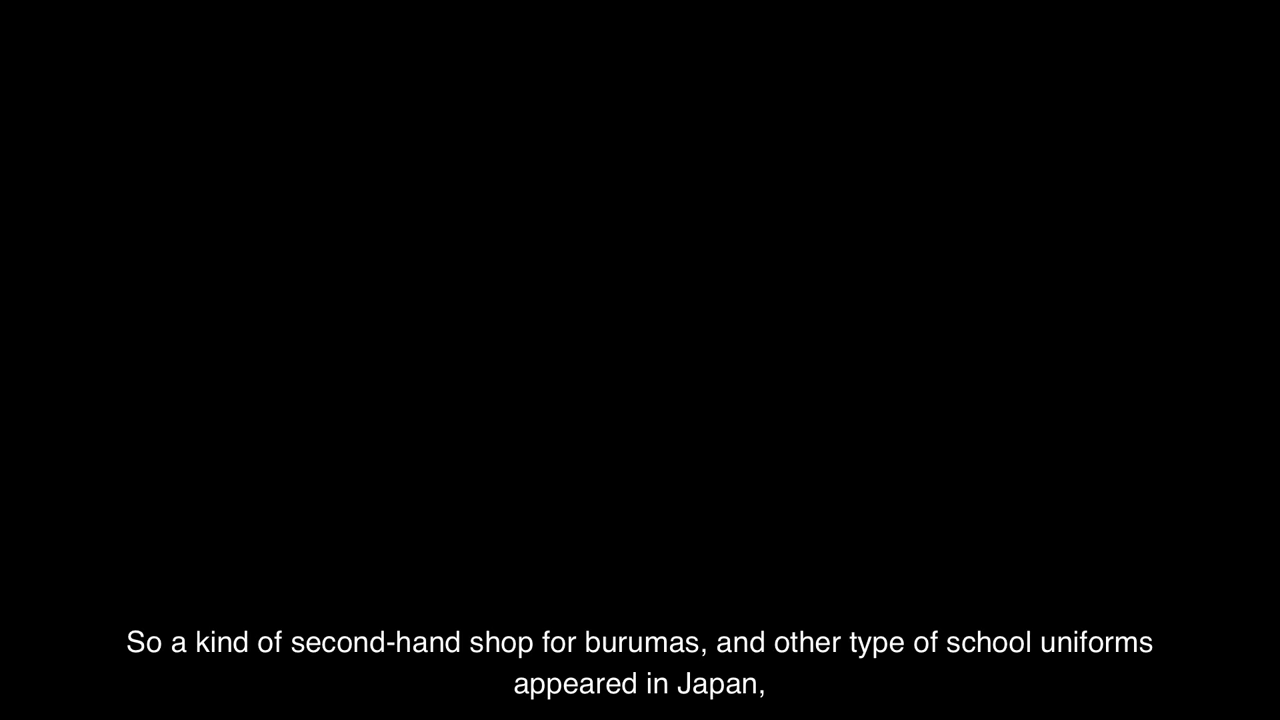 So a kind of second-hand shop for burumas, and other type of school uniforms
appeared in Japan,